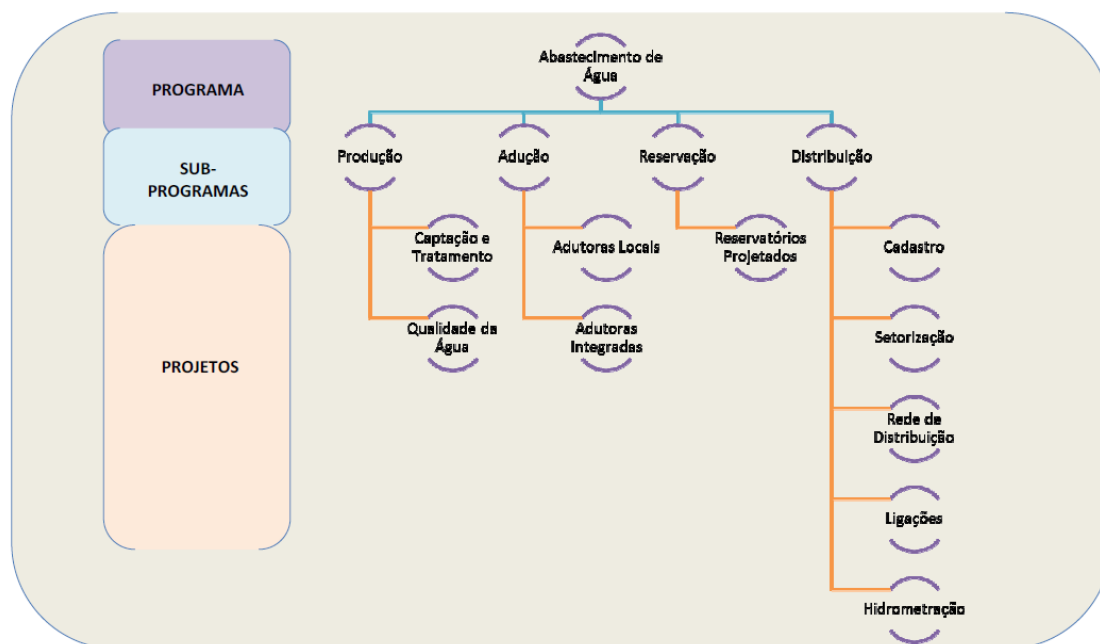 PROGRAMA
SUB-
PROGRAMAS
PROJETOS
Abastecimento de
Água
Produção
Adução
Reservação
Distribuição
Captação e
Tratamento
Adutoras Locais
Reservatórios
Projetados
Cadastro
Qualidade da
Água
Adutoras
Integradas
Setorização
Rede de
Distribuição
Ligações
Hidrometração